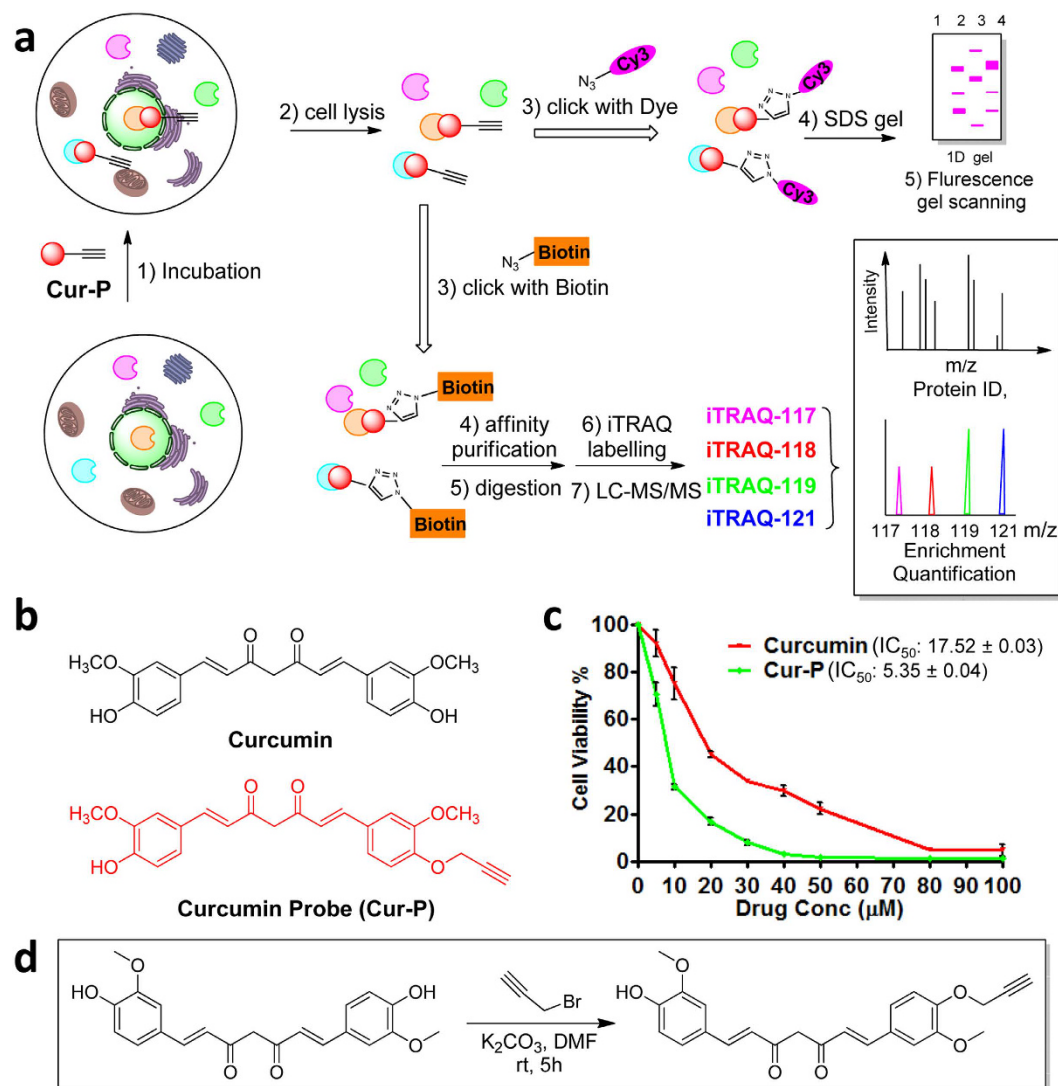 a
1 2 3 4
N3 Cy3
2) cell lysis
3) click with Dye
N N N
Cy3
4) SDS gel
N N N
Cy3
1D gel
5) Flurescence
gel scanning
Cur-P
1) Incubation
N3 Biotin
3) click with Biotin
N N N
Biotin
N N N
Biotin
4) affinity
purification
5) digestion
6) iTRAQ
labelling
7) LC-MS/MS
iTRAQ-117
iTRAQ-118
iTRAQ-119
iTRAQ-121
Intensity
m/z
Protein ID,
117 118 119 121 m/z
Enrichment
Quantification
b
O O
H3CO OCH3
HO OH
Curcumin
O O
H3CO OCH3
HO O
Curcumin Probe (Cur-P)
c
Curcumin (IC50: 17.52 ± 0.03)
Cur-P (IC50: 5.35 ± 0.04)
Cell Viability %
100
80
60
40
20
0
0 10 20 30 40 50 60 70 80 90 100
Drug Conc (µM)
d
O
HO OH
O
O O
Br
K2CO3, DMF
rt, 5h
O
HO O
O
O O